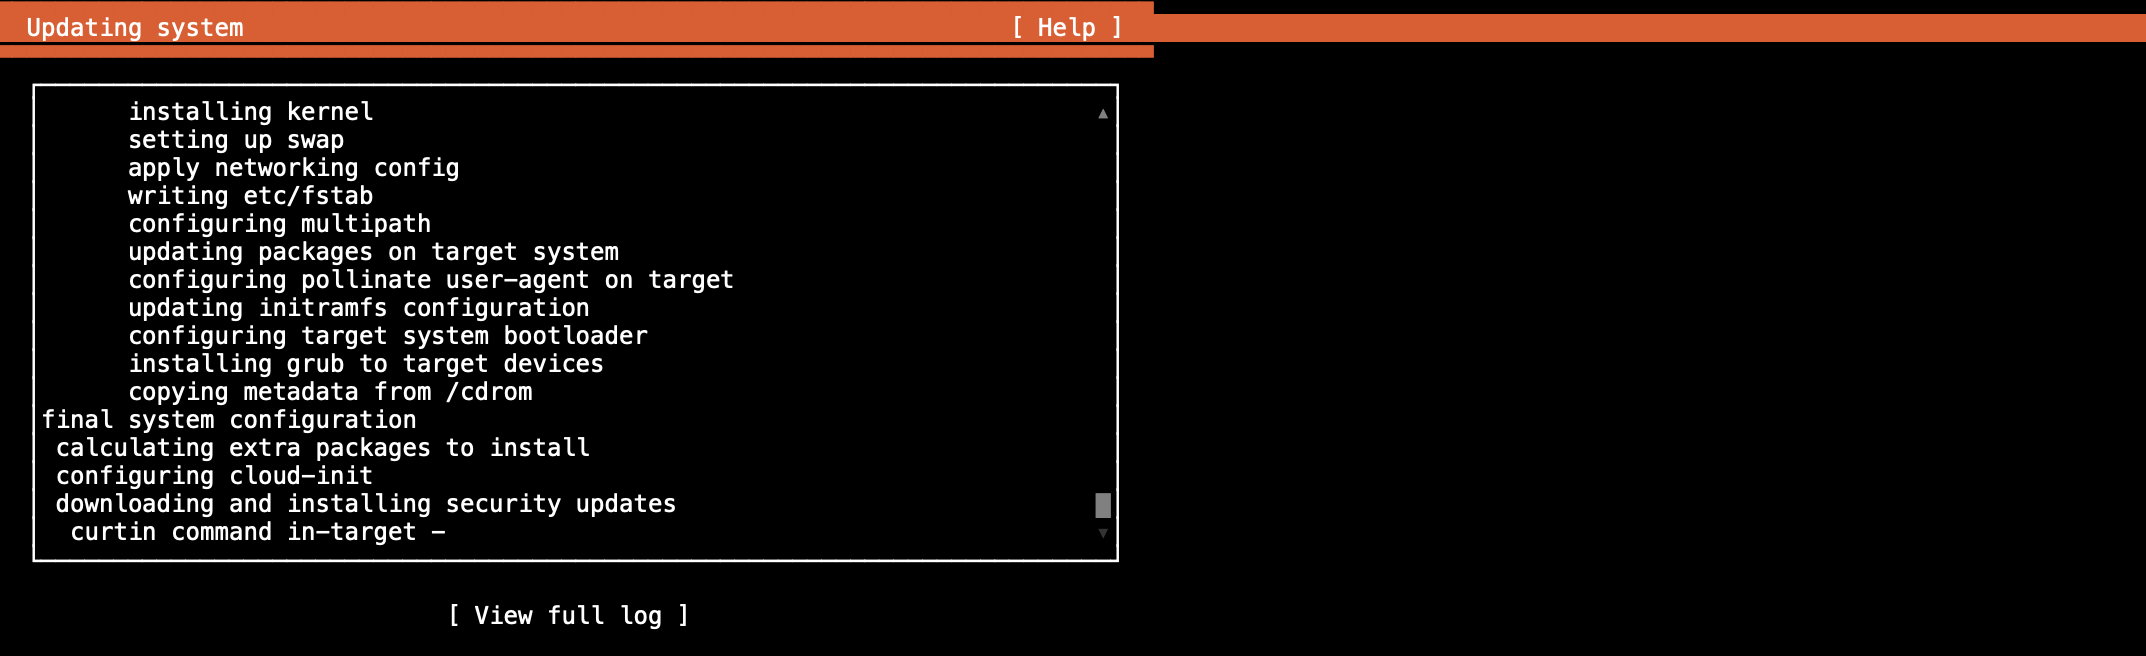 Updating system [ Help ]
installing kernel
setting up swap
apply networking config
writing etc/fstab
configuring multipath
updating packages on target system
configuring pollinate user-agent on target
updating initramfs configuration
configuring target system bootloader
installing grub to target devices
copying metadata from /cdrom
final system configuration
calculating extra packages to install
configuring cloud-init
downloading and installing security updates
curtin command in-target -
[ View full log ]